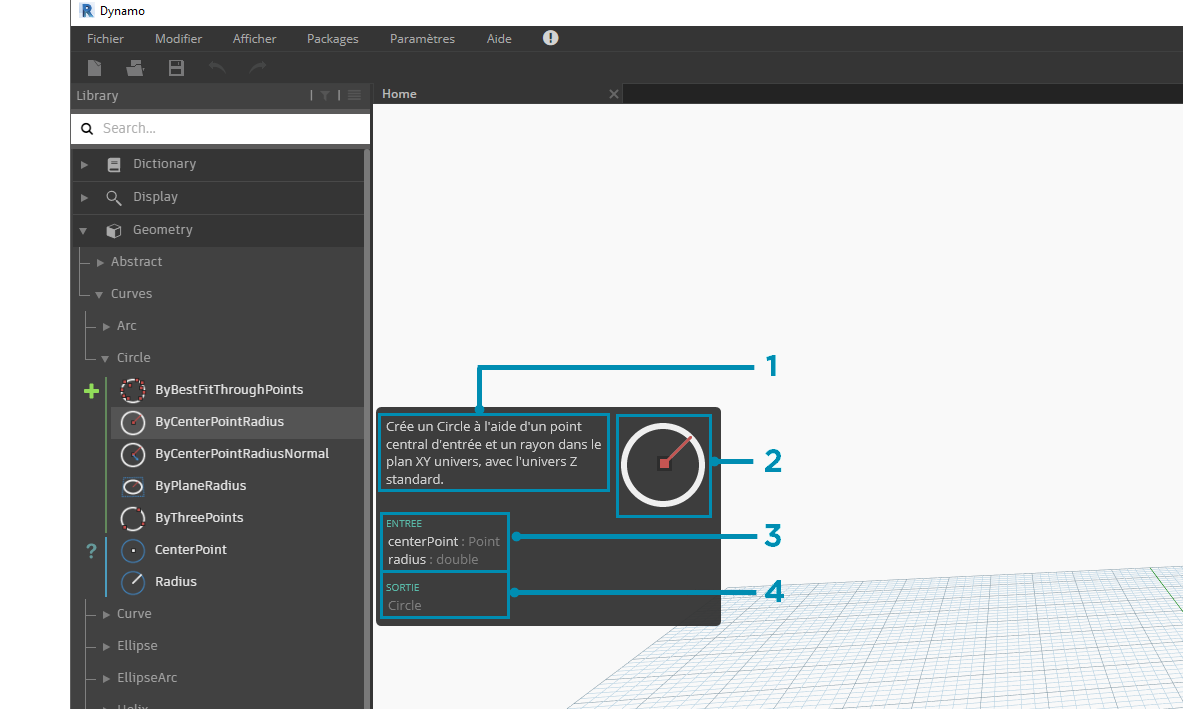 Dynamo
Fichier Modifier Afficher Packages Paramètres Aide
Library
Home
Search...
Dictionary
Display
Geometry
Abstract
Curves
Arc
Circle
ByBestFitThroughPoints
ByCenterPointRadius
ByCenterPointRadiusNormal
ByPlaneRadius
ByThreePoints
CenterPoint
Radius
Curve
Ellipse
EllipseArc
Helix
Crée un Circle à l'aide d'un point
central d'entrée et un rayon dans le
plan XY univers, avec l'univers Z
standard.
ENTREE
centerPoint : Point
radius : double
SORTIE
Circle
1
2
3
4